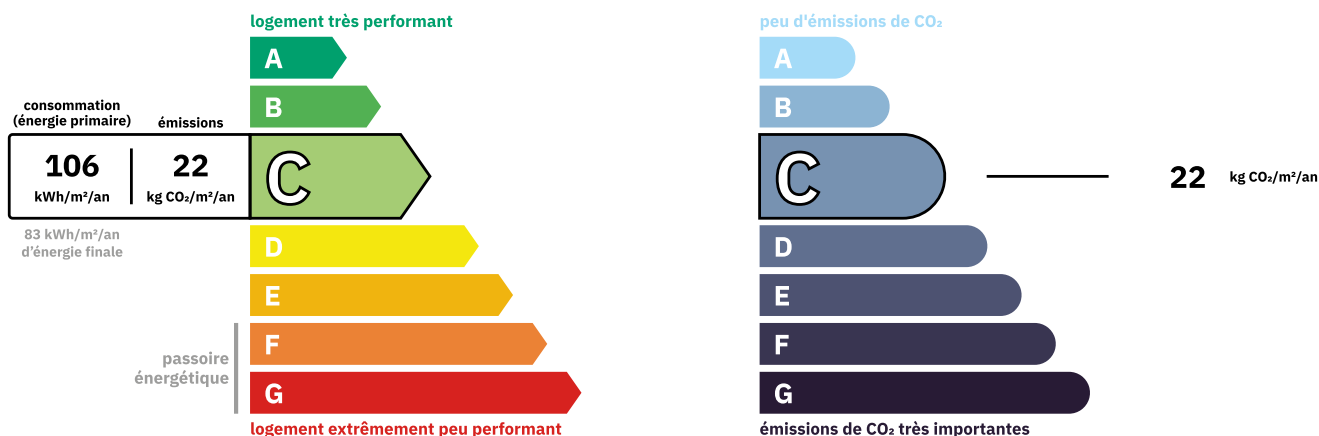 logement très performant
A
B
consommation
(énergie primaire)
émissions
106
kWh/m²/an
22
kg CO₂/m²/an
C
83 kWh/m²/an
d'énergie finale
D
E
F
passoire
énergétique
G
logement extrêmement peu performant
peu d'émissions de CO₂
A
B
C
22 kg CO₂/m²/an
D
E
F
G
émissions de CO₂ très importantes